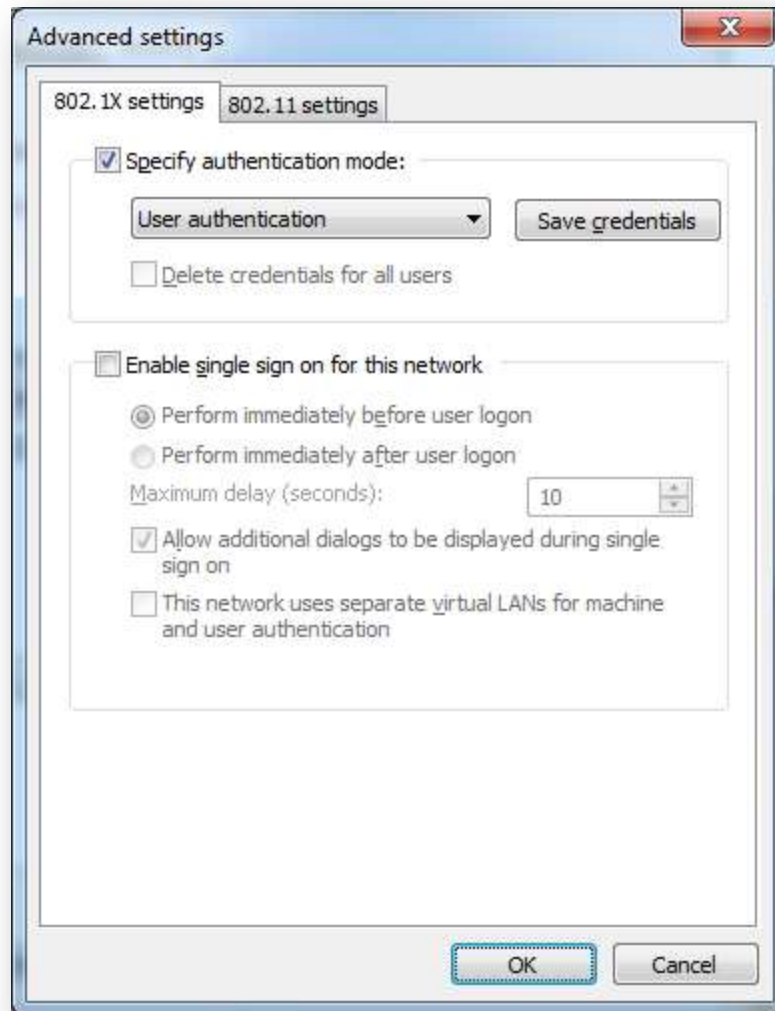 Advanced settings
802.1X settings
802.11 settings
Specify authentication mode:
User authentication
Save credentials
Delete credentials for all users
Enable single sign on for this network
Perform immediately before user logon
Perform immediately after user logon
Maximum delay (seconds):
10
Allow additional dialogs to be displayed during single
sign on
This network uses separate virtual LANs for machine
and user authentication
OK
Cancel